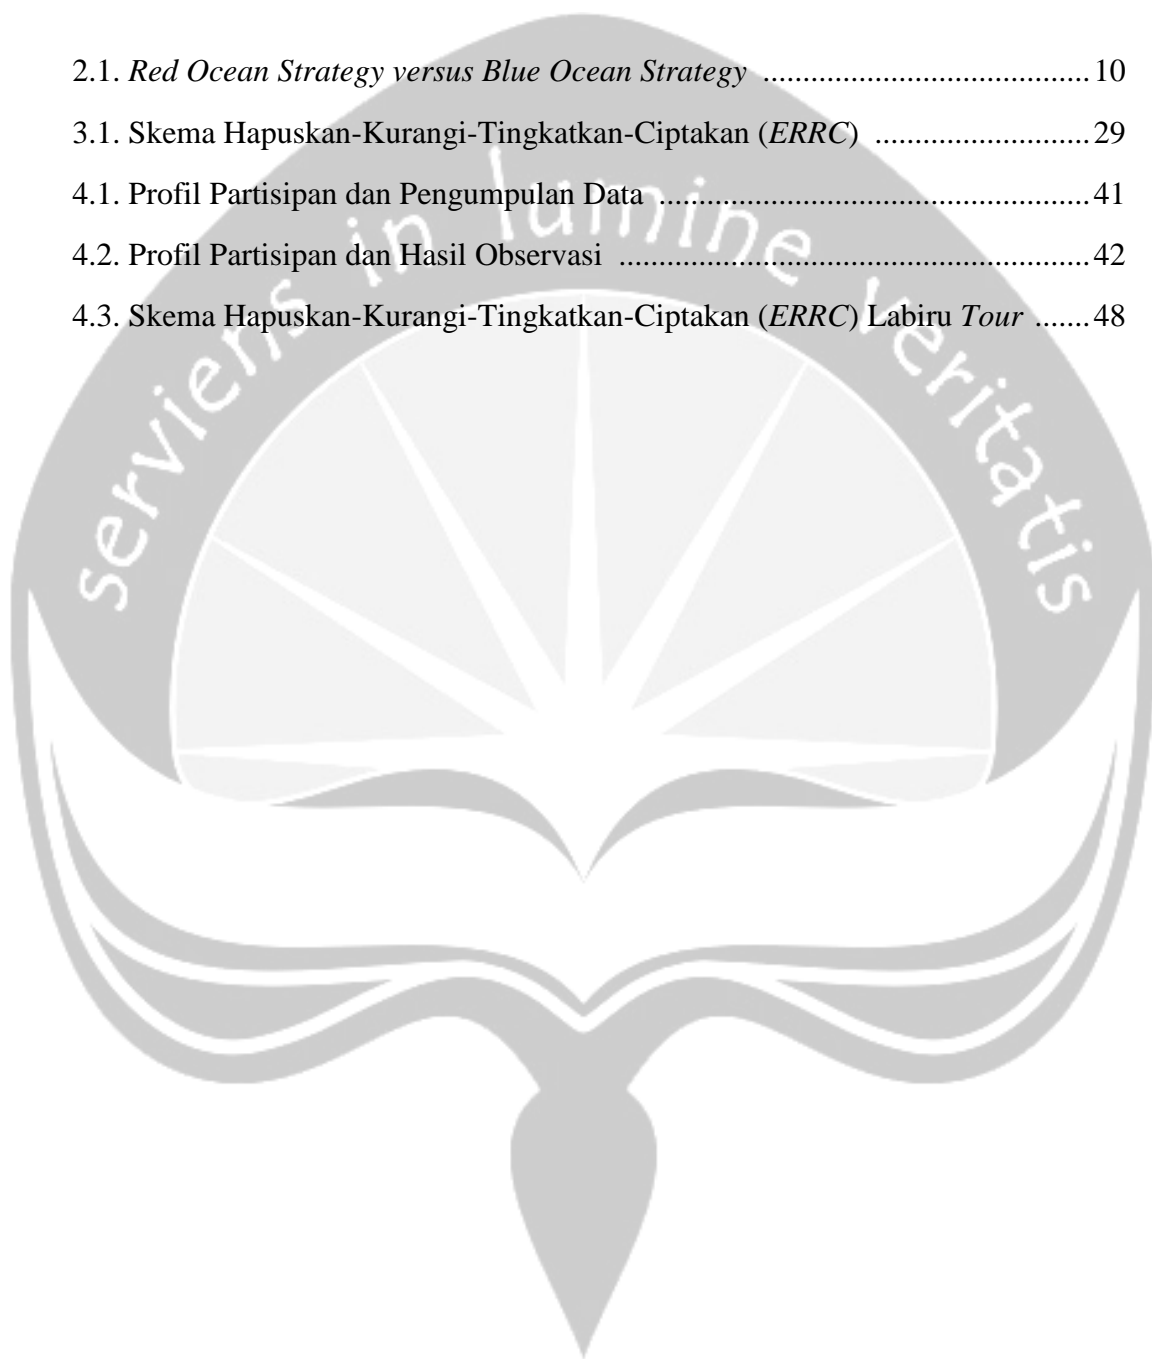 2.1. Red Ocean Strategy versus Blue Ocean Strategy ........................................ 10
3.1. Skema Hapuskan-Kurangi-Tingkatkan-Ciptakan (ERRC) .......................... 29
4.1. Profil Partisipan dan Pengumpulan Data .................................................... 41
4.2. Profil Partisipan dan Hasil Observasi ......................................................... 42
4.3. Skema Hapuskan-Kurangi-Tingkatkan-Ciptakan (ERRC) Labiru Tour ....... 48
serviens in lumine veritatis